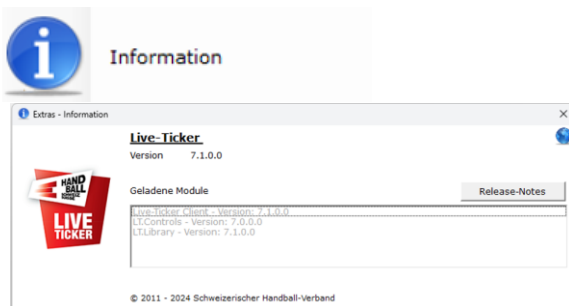 Information
Extras - Information
Live-Ticker
Version 7.1.0.0
HAND
BALL
LIVE
TICKER
Geladene Module
Release-Notes
Live-Ticker Client - Version: 7.1.0.0
LT.Controls - Version: 7.0.0.0
LT.Library - Version: 7.1.0.0
© 2011 - 2024 Schweizerischer Handball-Verband